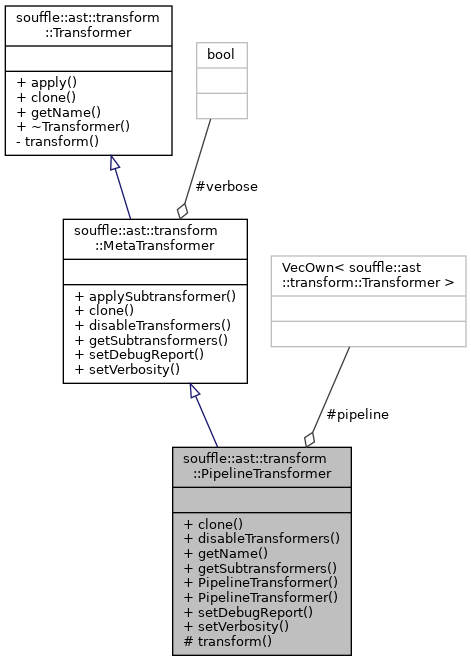 souffle::ast::transform
::Transformer
+ apply()
+ clone()
+ getName()
+ ~Transformer()
- transform()
bool
#verbose
souffle::ast::transform
::MetaTransformer
+ applySubtransformer()
+ clone()
+ disableTransformers()
+ getSubtransformers()
+ setDebugReport()
+ setVerbosity()
VecOwn< souffle::ast
::transform::Transformer >
#pipeline
souffle::ast::transform
::PipelineTransformer
+ clone()
+ disableTransformers()
+ getName()
+ getSubtransformers()
+ PipelineTransformer()
+ PipelineTransformer()
+ setDebugReport()
+ setVerbosity()
# transform()